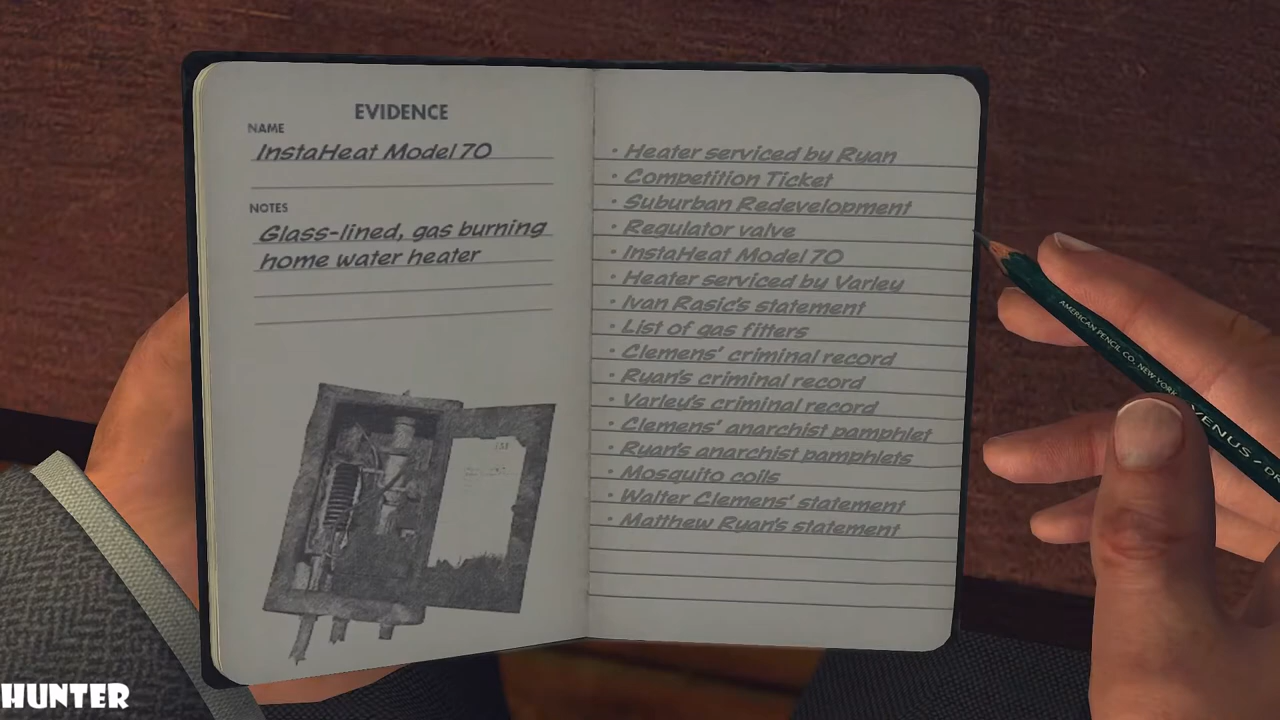 EVIDENCE
NAME
InstaHeat Model 70
NOTES
Glass-lined, gas burning
home water heater
• Heater serviced by Ryan
• Competition Ticket
• Suburban Redevelopment
• Regulator valve
• InstaHeat Model 70
• Heater serviced by Varley
• Ivan Rasic's statement
• List of gas fitters
• Clemens' criminal record
• Ryan's criminal record
• Varley's criminal record
• Clemens' anarchist pamphlet
• Ryan's anarchist pamphlets
• Mosquito coils
• Walter Clemens' statement
• Matthew Ryan's statement
AMERICAN PENCIL CO. NEW YORK
VENUS / DR
HUNTER